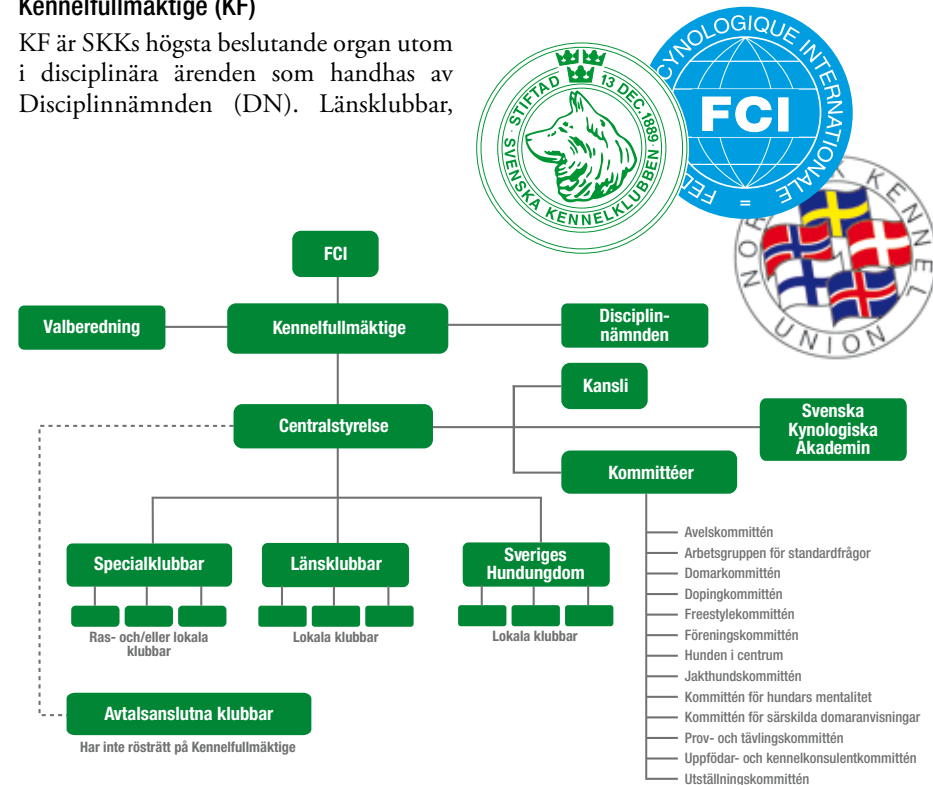 Kennelfullmäktige (KF)
KF är SKKs högsta beslutande organ utom
i disciplinära ärenden som handhas av
Disciplinnämnden (DN). Länsklubbar,
SVENSKA KENNELKLUBBEN · STIFTAD 13 DEC. 1889
CYNOLOGIQUE INTERNATIONALE
FCI
KENNEL UNION
FCI
Valberedning
Kennelfullmäktige
Disciplin-
nämnden
Kansli
Centralstyrelse
Svenska
Kynologiska
Akademin
Kommittéer
Specialklubbar
Länsklubbar
Sveriges
Hundungdom
Ras- och/eller lokala
klubbar
Lokala klubbar
Lokala klubbar
Avtalsanslutna klubbar
Har inte rösträtt på Kennelfullmäktige
Avelskommittén
Arbetsgruppen för standardfrågor
Domarkommittén
Dopingkommittén
Freestylekommittén
Föreningskommittén
Hunden i centrum
Jakthundskommittén
Kommittén för hundars mentalitet
Kommittén för särskilda domaranvisningar
Prov- och tävlingskommittén
Uppfödar- och kennelkonsulentkommittén
Utställningskommittén